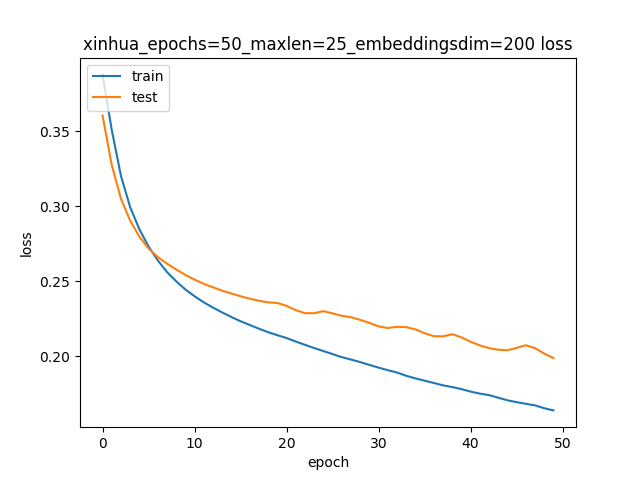 xinhua_epochs=50_maxlen=25_embeddingsdim=200 loss
train
test
0.35
0.30
0.25
0.20
loss
0 10 20 30 40 50
epoch